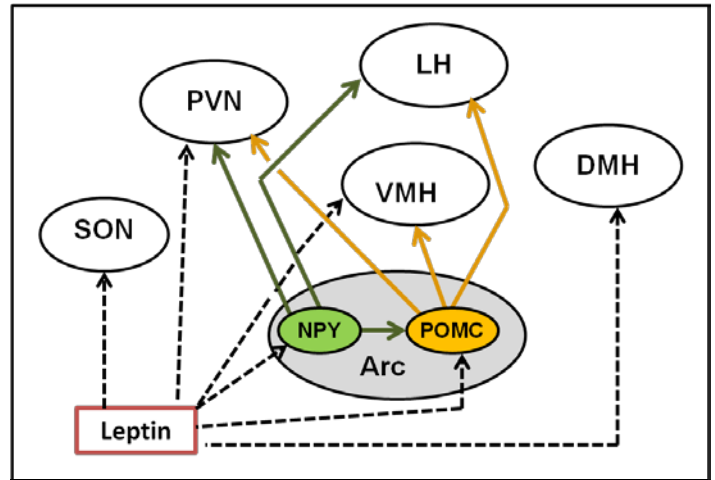 LH
PVN
DMH
VMH
SON
NPY
POMC
Arc
Leptin